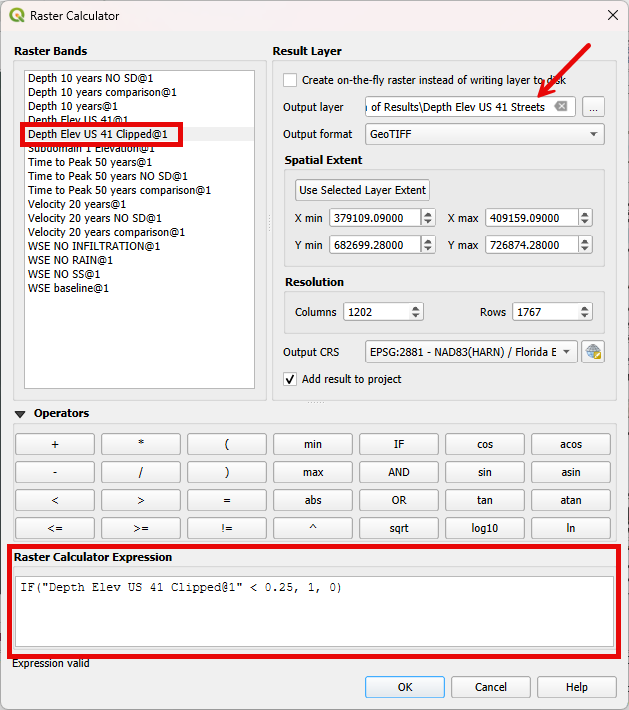 Raster Calculator
Raster Bands
Depth 10 years NO SD@1
Depth 10 years comparison@1
Depth 10 years@1
Depth Elev US 41@1
Depth Elev US 41 Clipped@1
Subdomain 1 Elevation@1
Time to Peak 50 years@1
Time to Peak 50 years NO SD@1
Time to Peak 50 years comparison@1
Velocity 20 years@1
Velocity 20 years NO SD@1
Velocity 20 years comparison@1
WSE NO INFILTRATION@1
WSE NO RAIN@1
WSE NO SS@1
WSE baseline@1
Result Layer
Create on-the-fly raster instead of writing layer to disk
Output layer of Results\Depth Elev US 41 Streets ...
Output format GeoTIFF
Spatial Extent
Use Selected Layer Extent
X min 379109.09000 X max 409159.09000
Y min 682699.28000 Y max 726874.28000
Resolution
Columns 1202 Rows 1767
Output CRS EPSG:2881 - NAD83(HARN) / Florida E
Add result to project
Operators
+ * ( min IF cos acos
- / ) max AND sin asin
< > = abs OR tan atan
<= >= != ^ sqrt log10 ln
Raster Calculator Expression
IF("Depth Elev US 41 Clipped@1" < 0.25, 1, 0)
Expression valid
OK Cancel Help